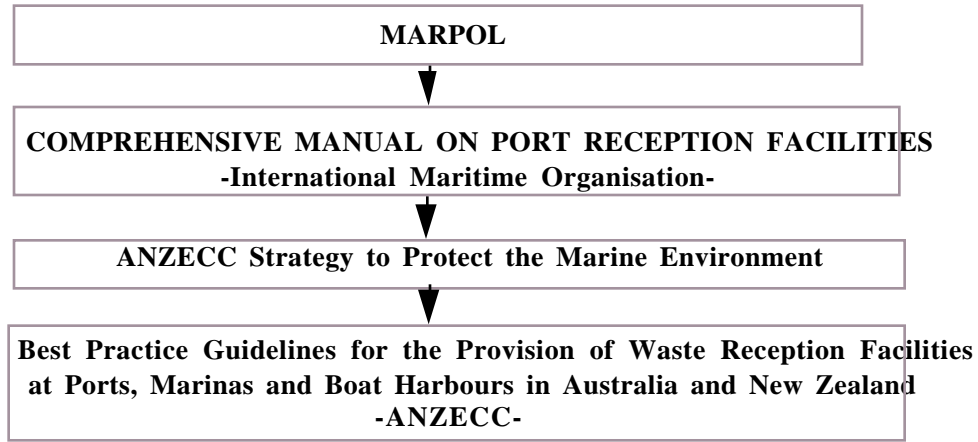 MARPOL
COMPREHENSIVE MANUAL ON PORT RECEPTION FACILITIES
-International Maritime Organisation-
ANZECC Strategy to Protect the Marine Environment
Best Practice Guidelines for the Provision of Waste Reception Facilities
at Ports, Marinas and Boat Harbours in Australia and New Zealand
-ANZECC-